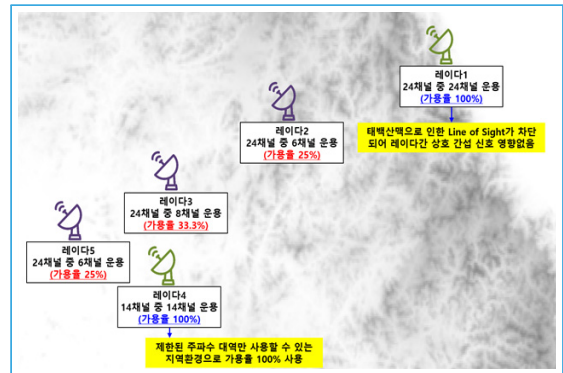 레이다1
24채널 중 24채널 운용
(가용율 100%)
태백산맥으로 인한 Line of Sight가 차단
되어 레이다간 상호 간섭 신호 영향없음
레이다2
24채널 중 6채널 운용
(가용율 25%)
레이다3
24채널 중 8채널 운용
(가용율 33.3%)
레이다5
24채널 중 6채널 운용
(가용율 25%)
레이다4
14채널 중 14채널 운용
(가용율 100%)
제한된 주파수 대역만 사용할 수 있는
지역환경으로 가용율 100% 사용